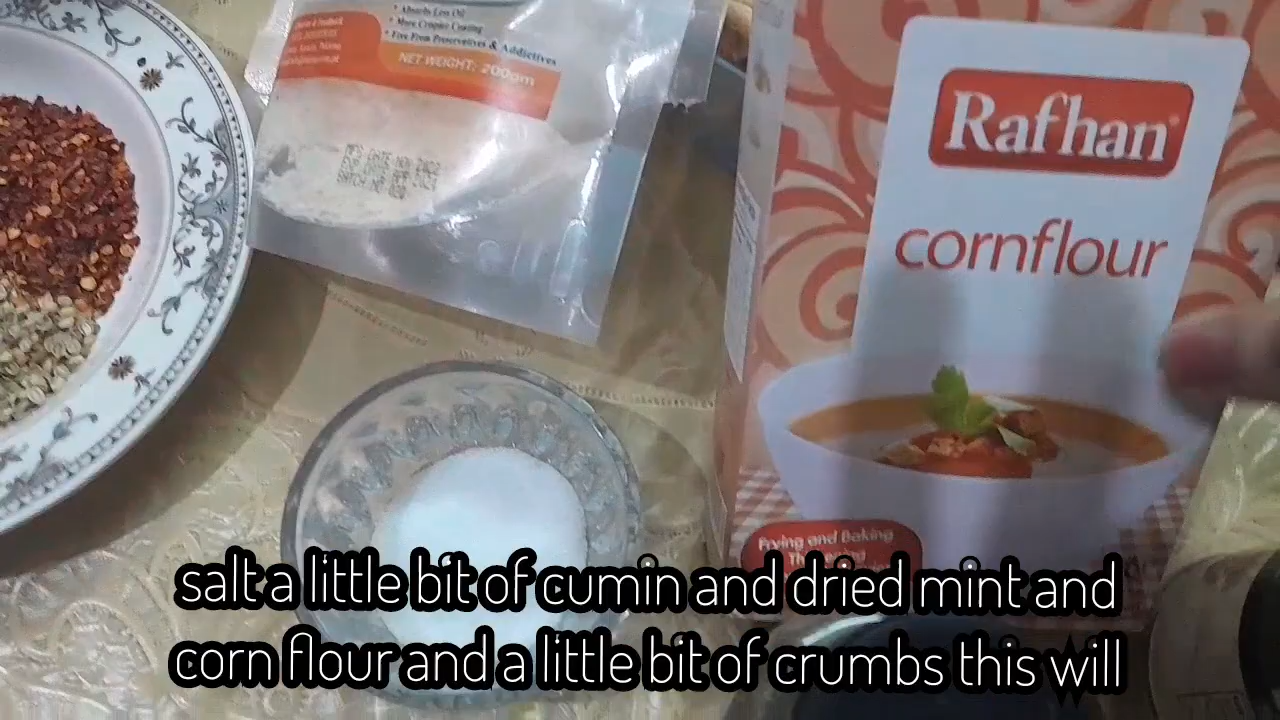 * Absorbs Less Oil
* More Crispier Coating
* Free From Preservatives & Addictives
NET WEIGHT: 200gm
Rafhan
cornflour
Frying and Baking
salt a little bit of cumin and dried mint and
corn flour and a little bit of crumbs this will